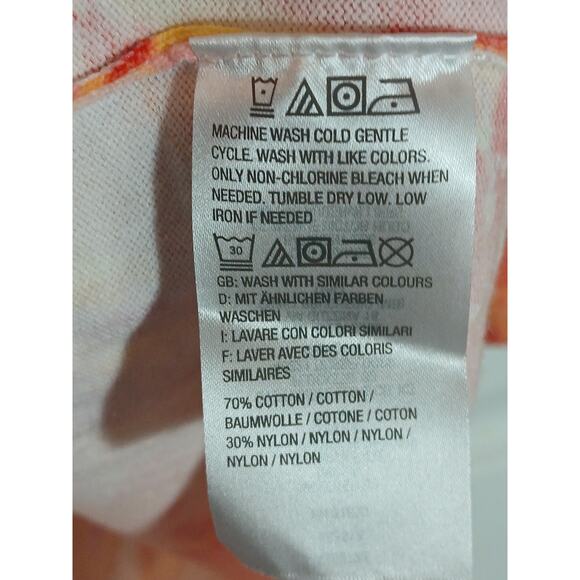 MACHINE WASH COLD GENTLE
CYCLE. WASH WITH LIKE COLORS.
ONLY NON-CHLORINE BLEACH WHEN
NEEDED. TUMBLE DRY LOW. LOW
IRON IF NEEDED
30
GB: WASH WITH SIMILAR COLOURS
D: MIT ÄHNLICHEN FARBEN
WASCHEN
I: LAVARE CON COLORI SIMILARI
F: LAVER AVEC DES COLORIS
SIMILAIRES
70% COTTON / COTTON /
BAUMWOLLE / COTONE / COTON
30% NYLON / NYLON / NYLON /
NYLON / NYLON